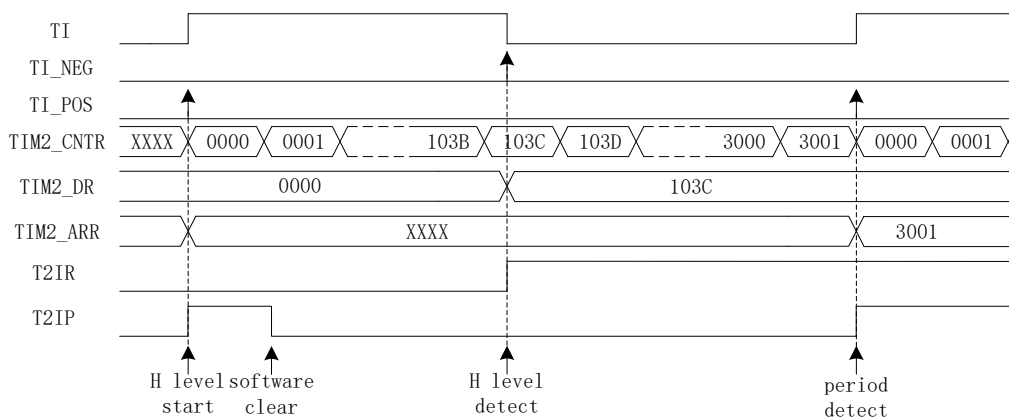 TI
TI_NEG
TI_POS
TIM2_CNTR XXXX 0000 0001 103B 103C 103D 3000 3001 0000 0001
TIM2_DR 0000 103C
TIM2_ARR XXXX 3001
T2IR
T2IP
H level start
software clear
H level detect
period detect